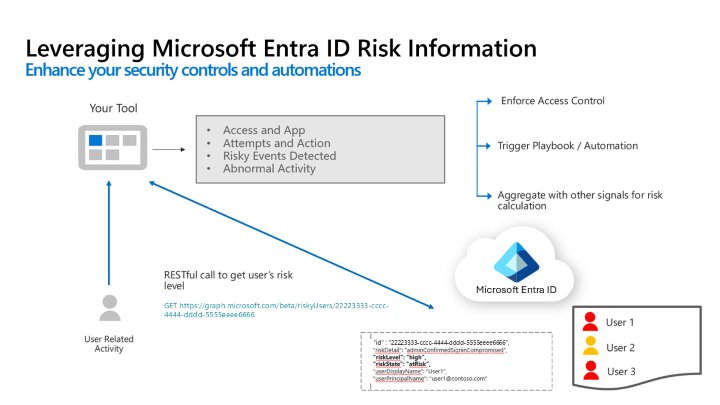 Leveraging Microsoft Entra ID Risk Information
Enhance your security controls and automations
Your Tool
• Access and App
• Attempts and Action
• Risky Events Detected
• Abnormal Activity
Enforce Access Control
Trigger Playbook / Automation
Aggregate with other signals for risk
calculation
RESTful call to get user's risk
level
GET https://graph.microsoft.com/beta/riskyUsers/22223333-cccc-
4444-dddd-5555eeee6666
User Related
Activity
Microsoft Entra ID
{
"id" : "22223333-cccc-4444-dddd-5555eeee6666",
"riskDetail": "adminConfirmedSigninCompromised",
"riskLevel": "high",
"riskState": "atRisk",
"userDisplayName": "User1",
"userPrincipalName": "user1@contoso.com"
}
User 1
User 2
User 3